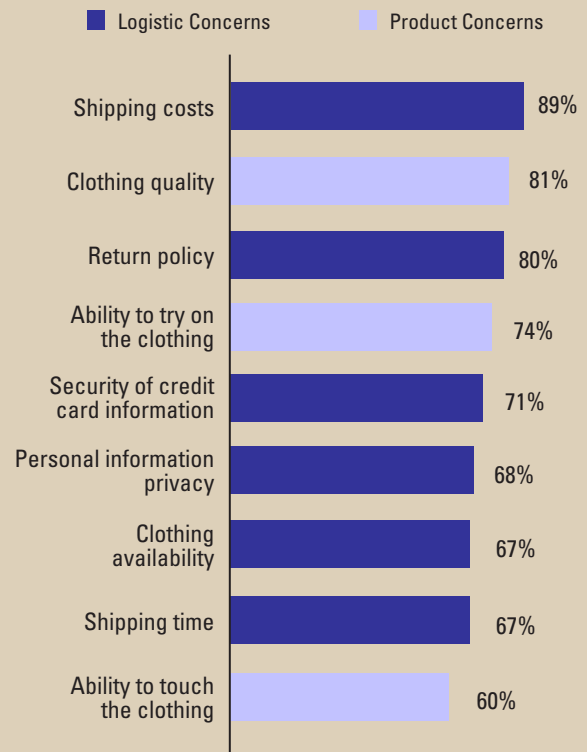 Logistic Concerns
Product Concerns
Shipping costs
89%
Clothing quality
81%
Return policy
80%
Ability to try on
the clothing
74%
Security of credit
card information
71%
Personal information
privacy
68%
Clothing
availability
67%
Shipping time
67%
Ability to touch
the clothing
60%